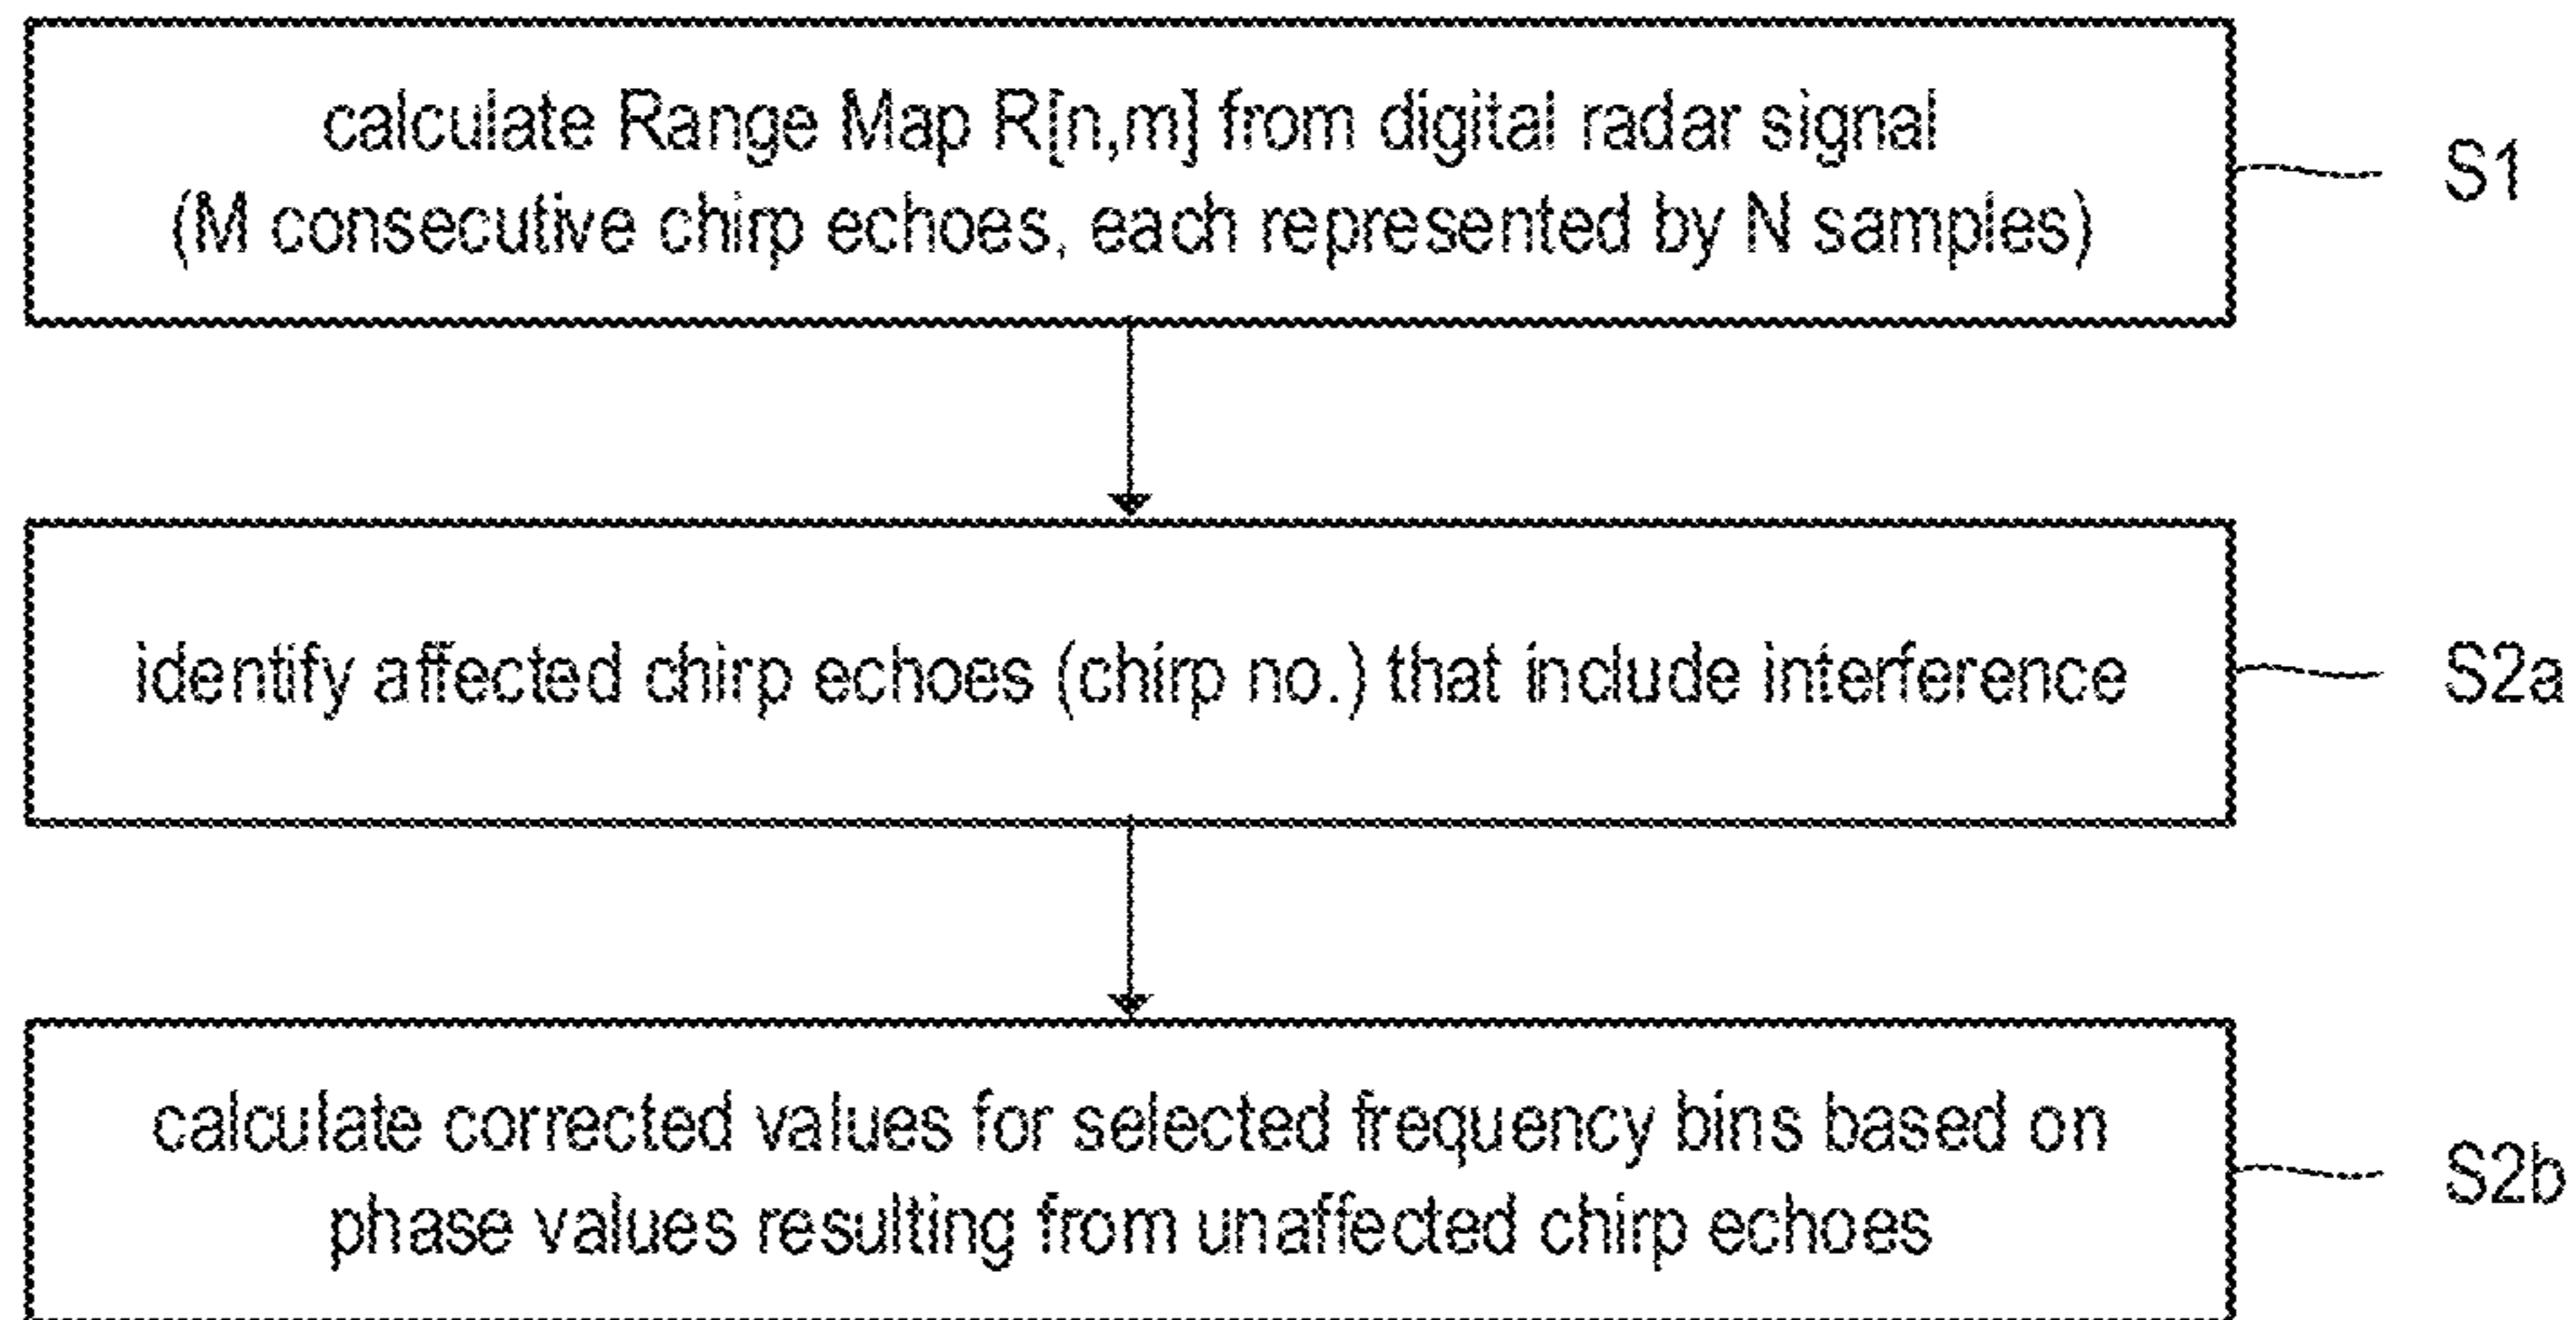 calculate Range Map R[n,m] from digital radar signal
(M consecutive chirp echoes, each represented by N samples)
S1
identify affected chirp echoes (chirp no.) that include interference
S2a
calculate corrected values for selected frequency bins based on
phase values resulting from unaffected chirp echoes
S2b